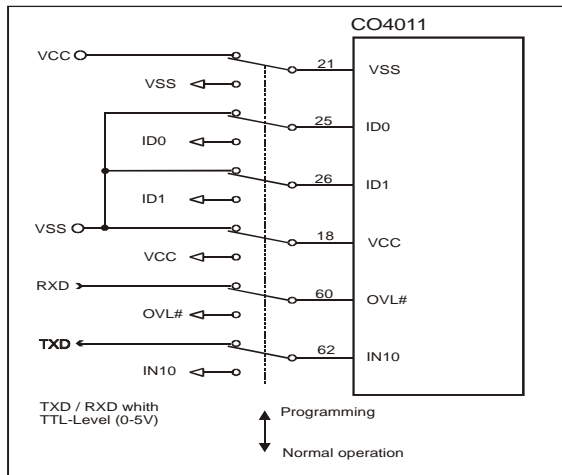 CO4011
VCC
21
VSS
VSS
25
ID0
ID0
26
ID1
ID1
VSS
18
VCC
VCC
RXD
60
OVL#
OVL#
TXD
62
IN10
IN10
TXD / RXD whith
TTL-Level (0-5V)
Programming
Normal operation